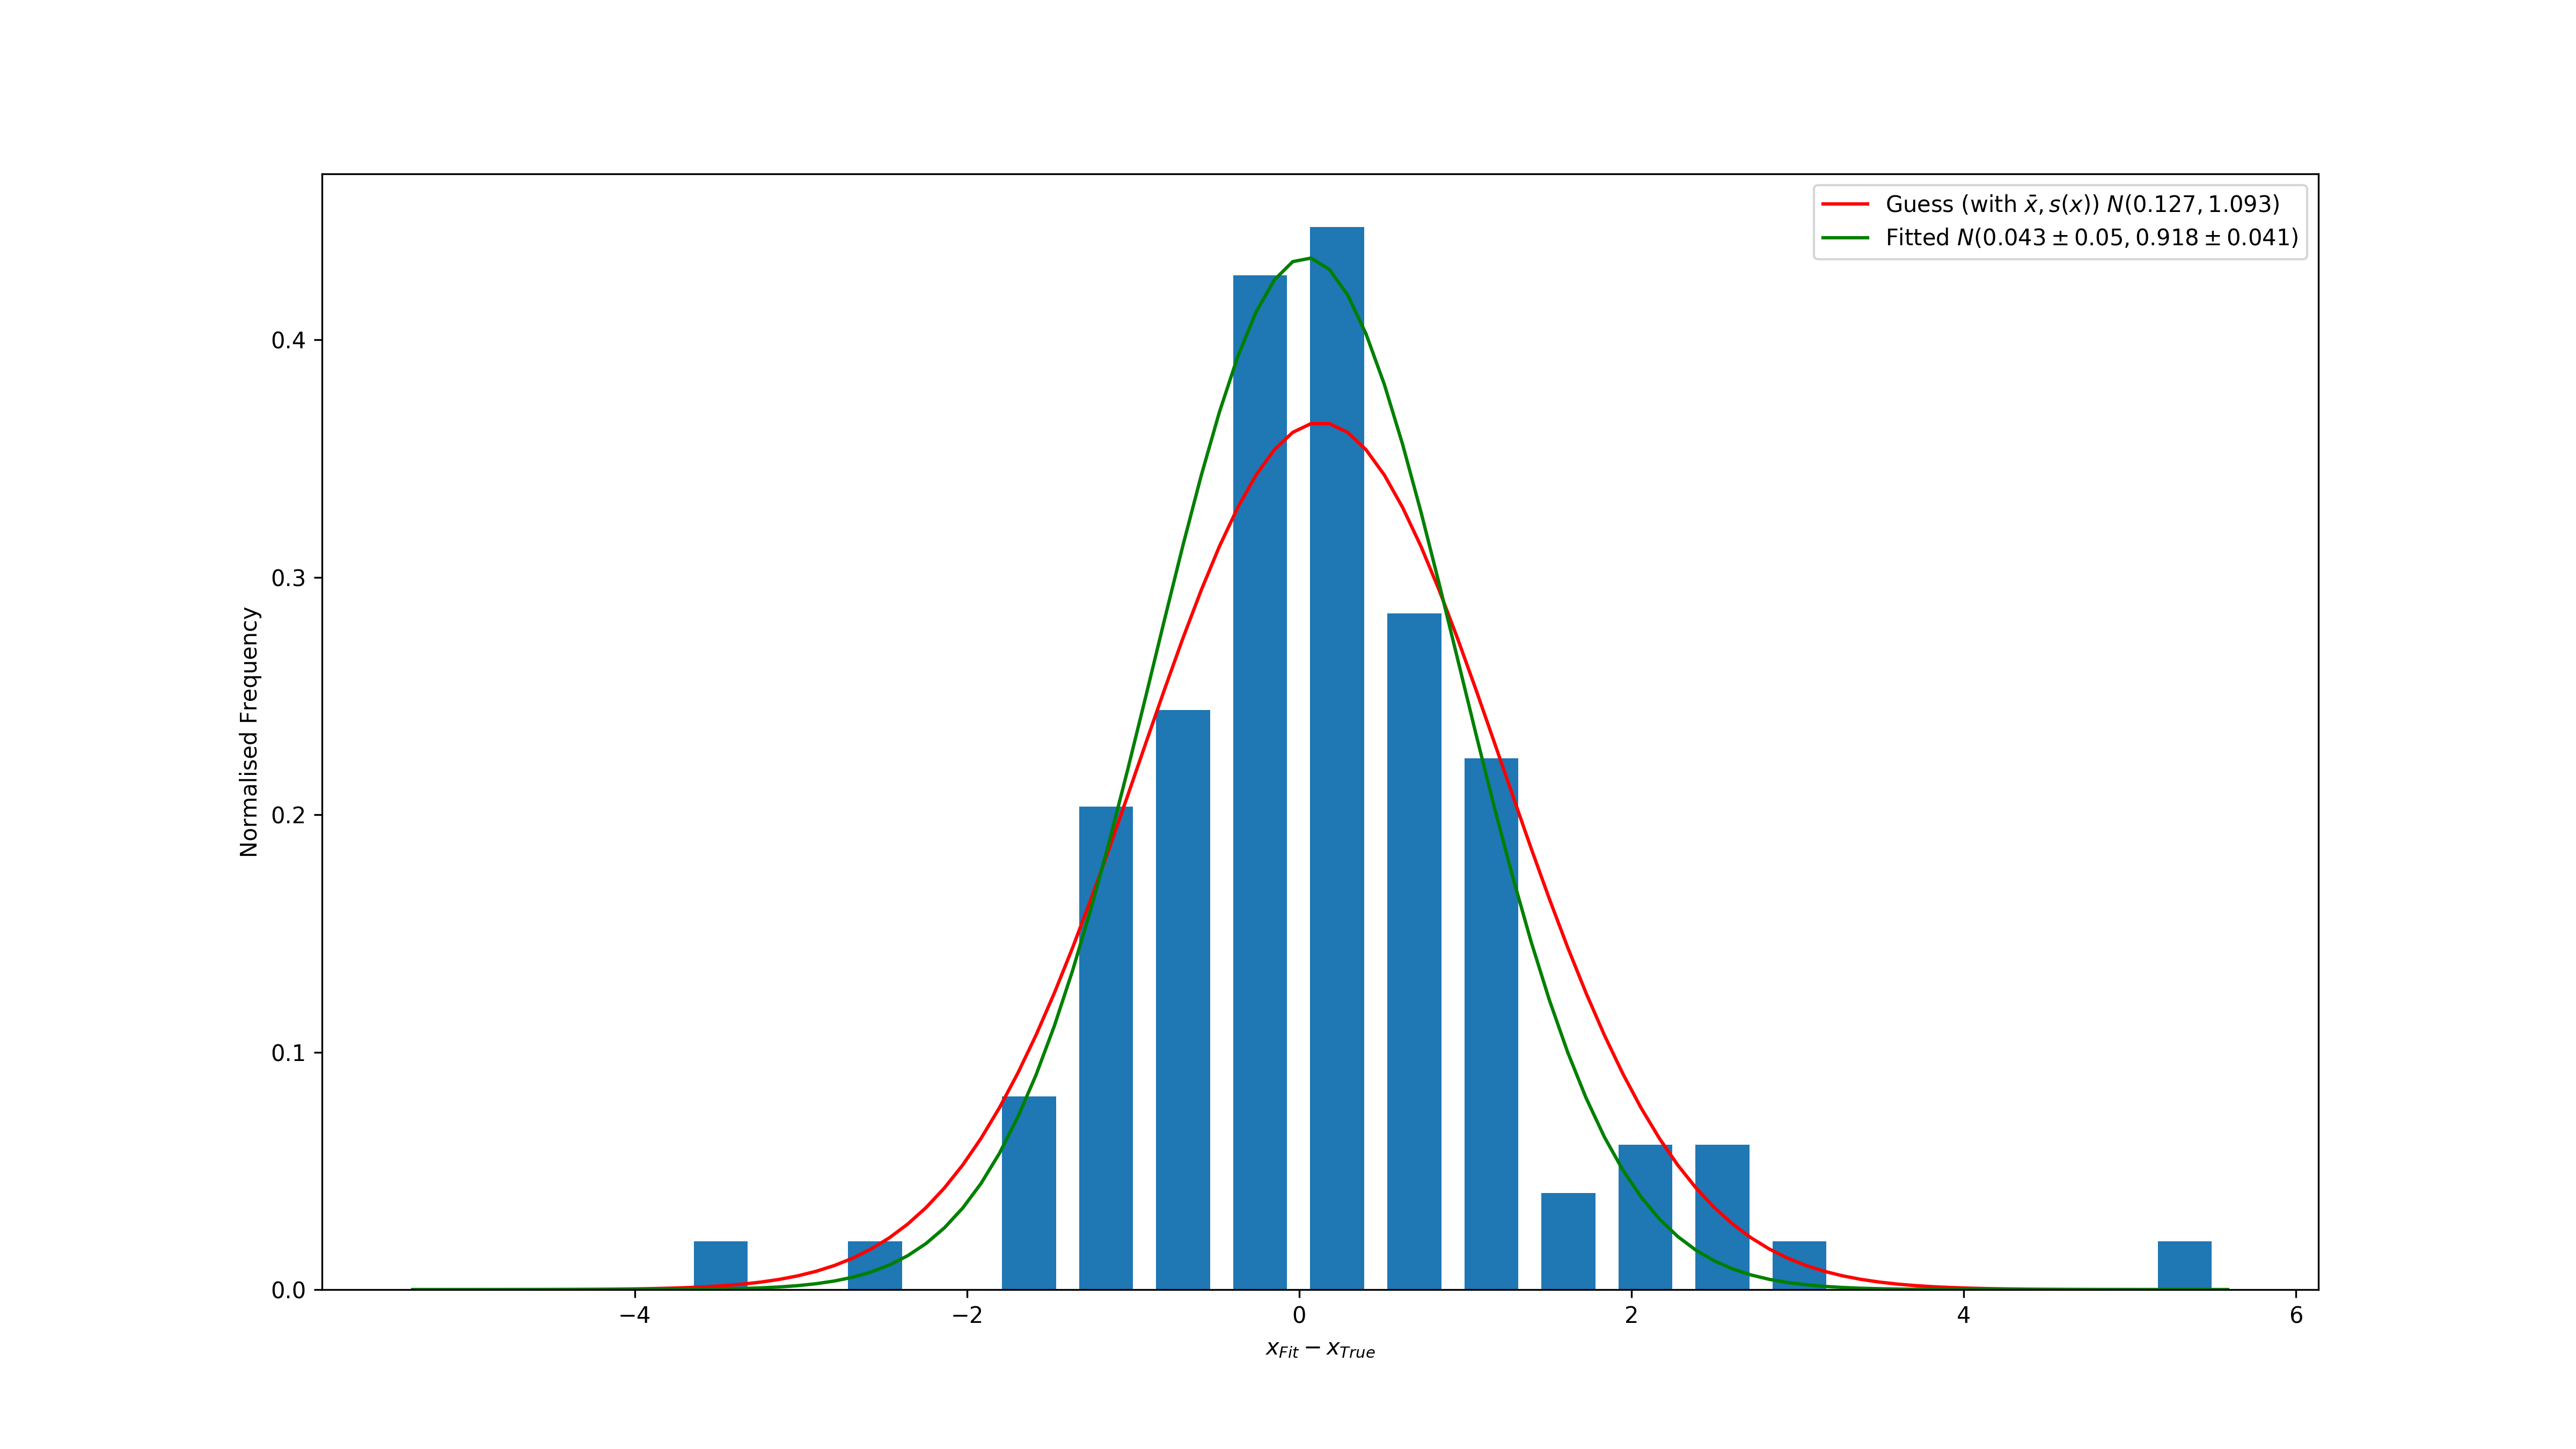 Guess (with x̄, s(x)) N(0.127, 1.093)
Fitted N(0.043 ± 0.05, 0.918 ± 0.041)
Normalised Frequency
0.4
0.3
0.2
0.1
0.0
−4 −2 0 2 4 6
x_Fit − x_True